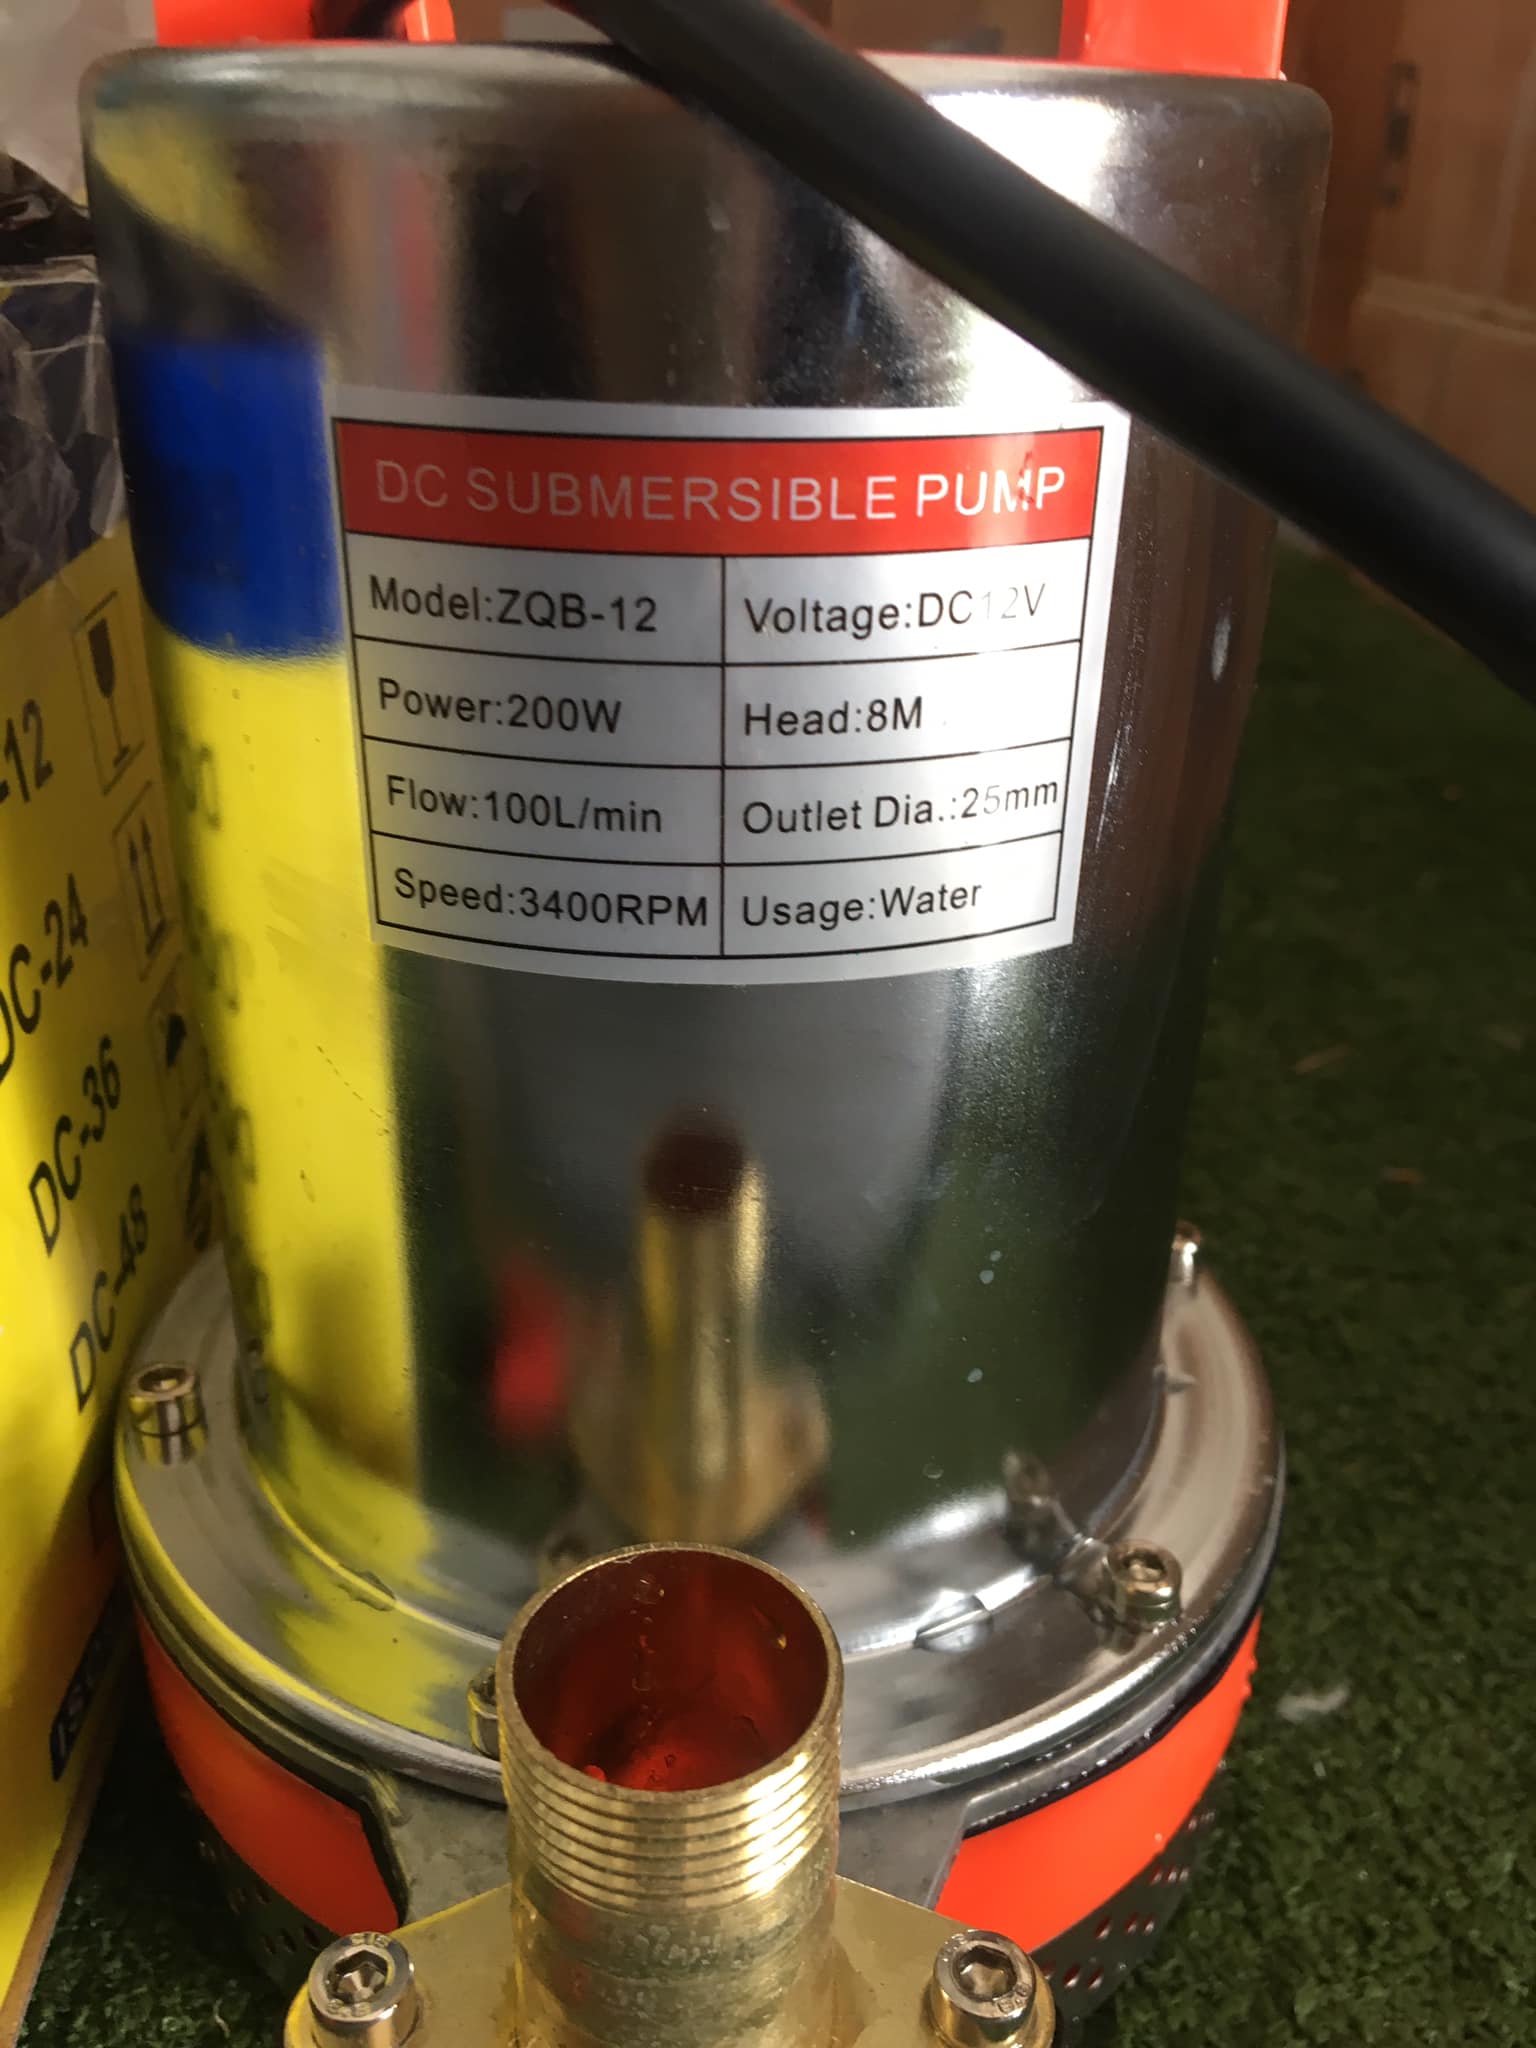 DC SUBMERSIBLE PUMP
Model:ZQB-12
Voltage:DC12V
Power:200W
Head:8M
Flow:100L/min
Outlet Dia.:25mm
Speed:3400RPM
Usage:Water
-12
DC-24
DC-36
DC-48